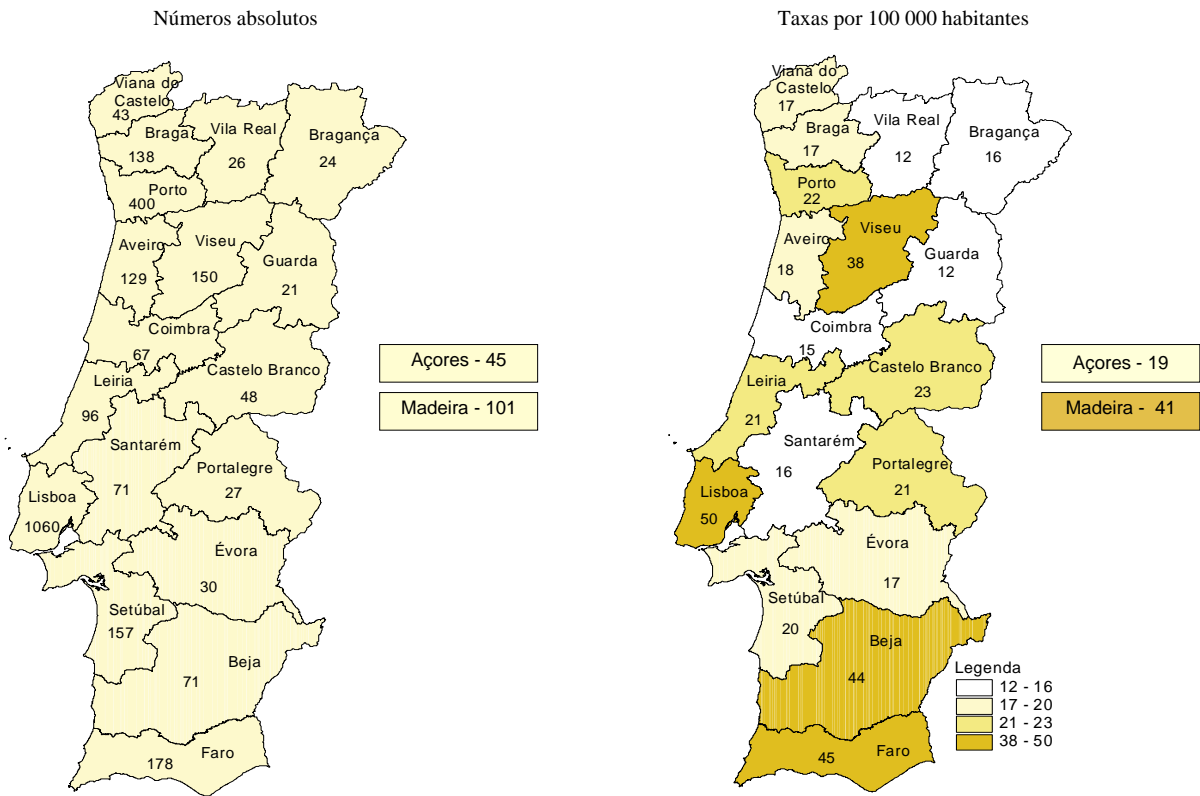 Números absolutos
Viana do
Castelo
43
Braga
138
Vila Real
26
Bragança
24
Porto
400
Aveiro
129
Viseu
150
Guarda
21
Coimbra
67
Leiria
96
Castelo Branco
48
Santarém
71
Portalegre
27
Lisboa
1060
Évora
30
Setúbal
157
Beja
71
Faro
178
Açores - 45
Madeira - 101
Taxas por 100 000 habitantes
Viana do
Castelo
17
Braga
17
Vila Real
12
Bragança
16
Porto
22
Aveiro
18
Viseu
38
Guarda
12
Coimbra
15
Leiria
21
Castelo Branco
23
Santarém
16
Portalegre
21
Lisboa
50
Évora
17
Setúbal
20
Beja
44
Faro
45
Açores - 19
Madeira - 41
Legenda
12 - 16
17 - 20
21 - 23
38 - 50